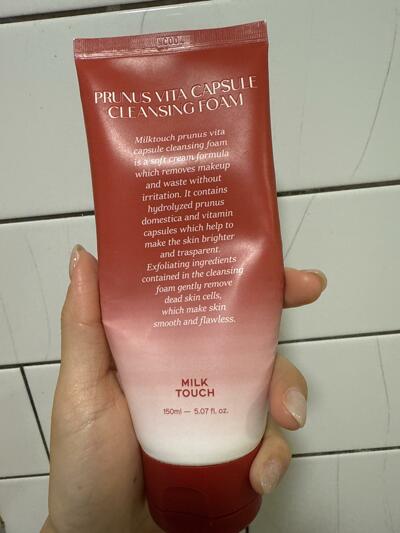 PRUNUS VITA CAPSULE
CLEANSING FOAM
Milktouch prunus vita
capsule cleansing foam
is a soft cream formula
which removes makeup
and waste without
irritation. It contains
hydrolyzed prunus
domestica and vitamin
capsules which help to
make the skin brighter
and trasparent.
Exfoliating ingredients
contained in the cleansing
foam gently remove
dead skin cells,
which make skin
smooth and flawless.
MILK
TOUCH
150ml — 5.07 fl. oz.